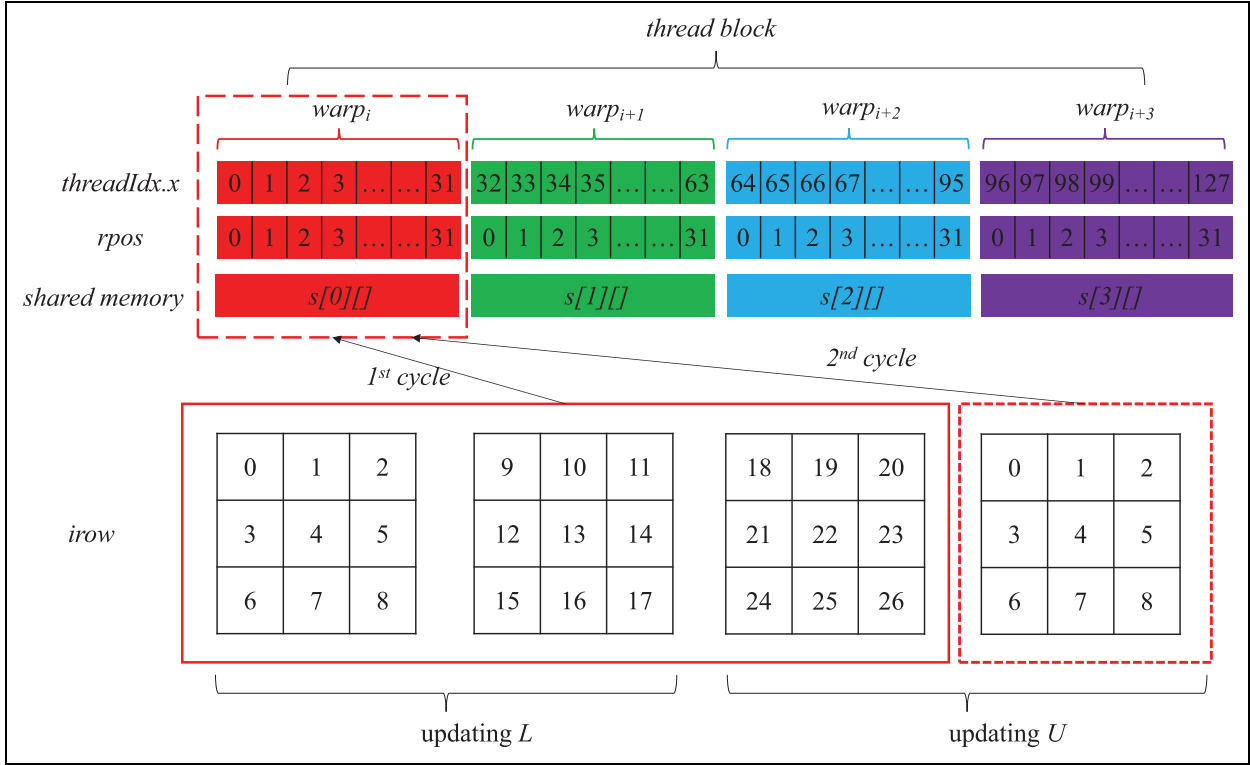 thread block
warpi warpi+1 warpi+2 warpi+3
threadIdx.x 0 1 2 3 … … 31 32 33 34 35 … … 63 64 65 66 67 … … 95 96 97 98 99 … … 127
rpos 0 1 2 3 … … 31 0 1 2 3 … … 31 0 1 2 3 … … 31 0 1 2 3 … … 31
shared memory s[0][] s[1][] s[2][] s[3][]
1st cycle 2nd cycle
0 1 2 9 10 11 18 19 20 0 1 2
irow 3 4 5 12 13 14 21 22 23 3 4 5
6 7 8 15 16 17 24 25 26 6 7 8
updating L updating U